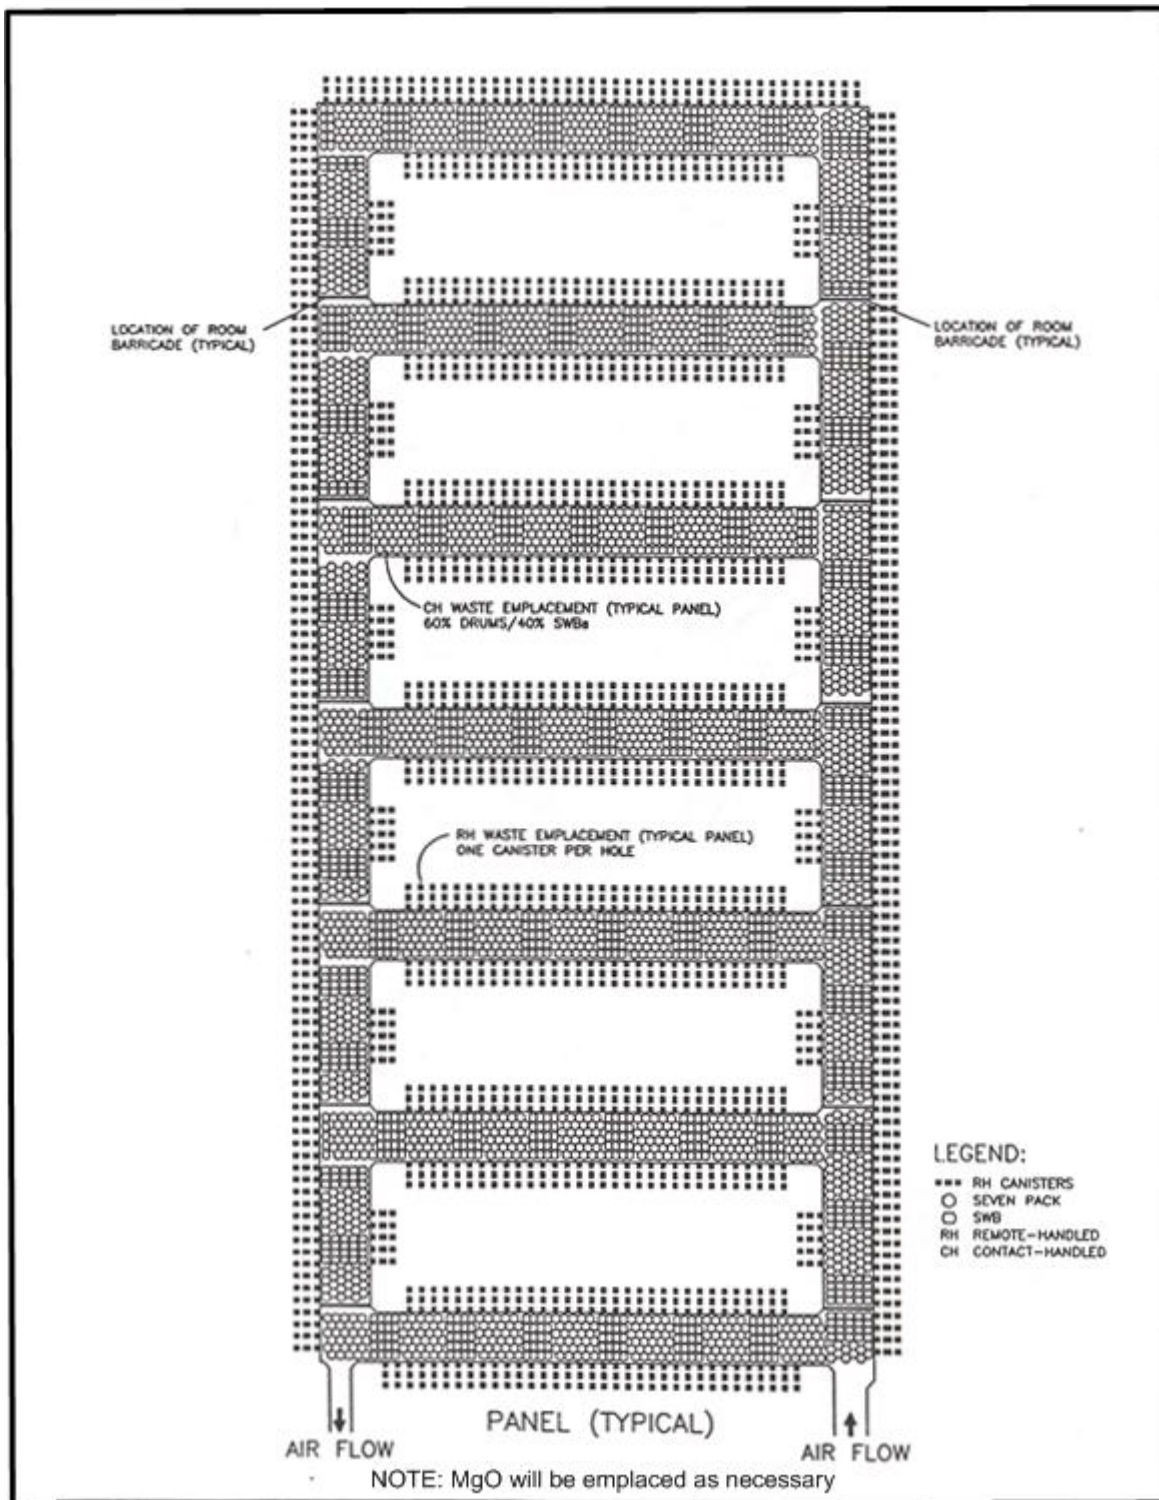 LOCATION OF ROOM
BARRICADE (TYPICAL)
LOCATION OF ROOM
BARRICADE (TYPICAL)
CH WASTE EMPLACEMENT (TYPICAL PANEL)
60% DRUMS/40% SWBs
RH WASTE EMPLACEMENT (TYPICAL PANEL)
ONE CANISTER PER HOLE
LEGEND:
RH CANISTERS
SEVEN PACK
SWB
RH REMOTE-HANDLED
CH CONTACT-HANDLED
PANEL (TYPICAL)
AIR FLOW
AIR FLOW
NOTE: MgO will be emplaced as necessary